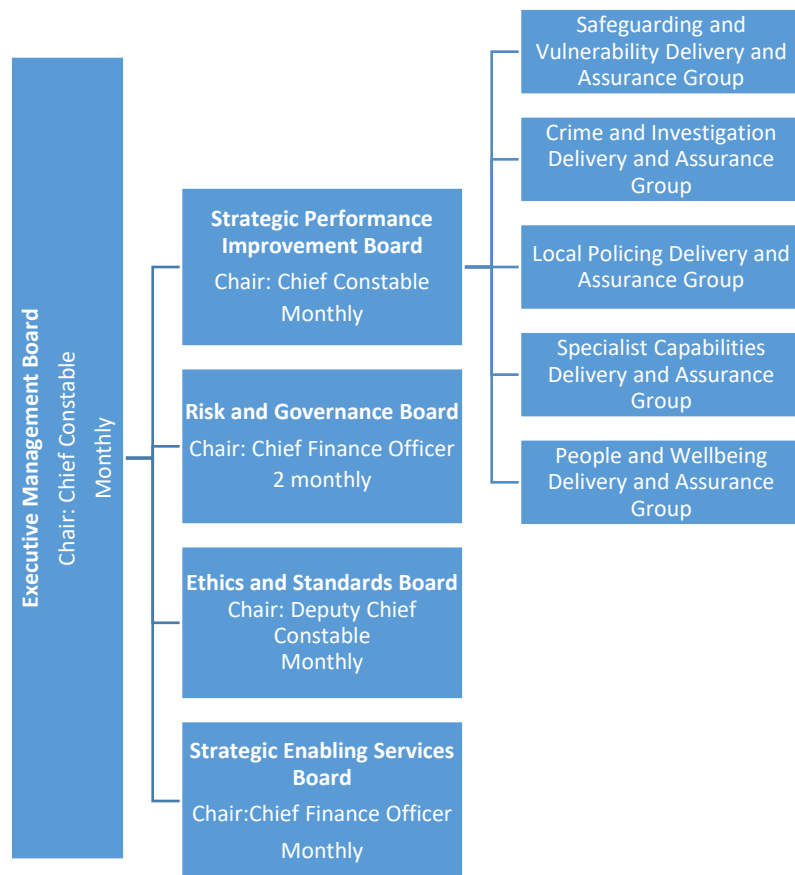 Executive Management Board
Chair: Chief Constable
Monthly
Strategic Performance
Improvement Board
Chair: Chief Constable
Monthly
Risk and Governance Board
Chair: Chief Finance Officer
2 monthly
Ethics and Standards Board
Chair: Deputy Chief
Constable
Monthly
Strategic Enabling Services
Board
Chair:Chief Finance Officer
Monthly
Safeguarding and
Vulnerability Delivery and
Assurance Group
Crime and Investigation
Delivery and Assurance
Group
Local Policing Delivery and
Assurance Group
Specialist Capabilities
Delivery and Assurance
Group
People and Wellbeing
Delivery and Assurance
Group